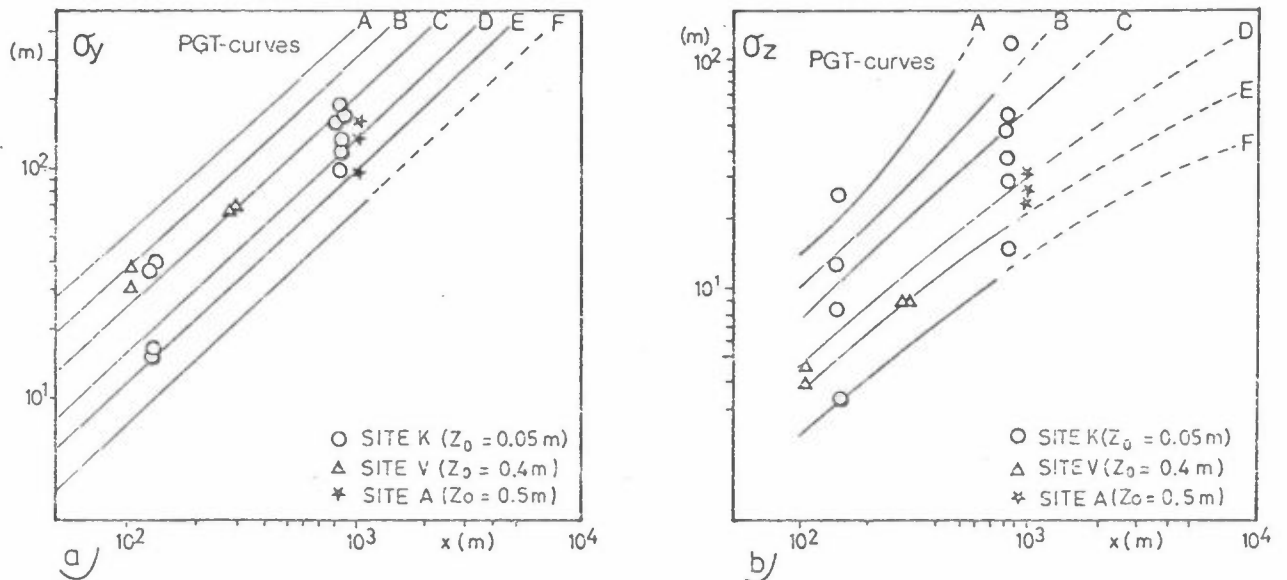 A B C D E F
(m) σy PGT-curves
10²
10¹
○ SITE K (Z₀ = 0.05 m)
△ SITE V (Z₀ = 0.4 m)
★ SITE A (Zo = 0.5 m)
10² 10³ x (m) 10⁴
a)
A B C D E F
(m) σz PGT-curves
10²
10¹
○ SITE K (Z₀ = 0.05 m)
△ SITE V (Z₀ = 0.4 m)
☆ SITE A (Zo = 0.5 m)
10² 10³ x (m) 10⁴
b)